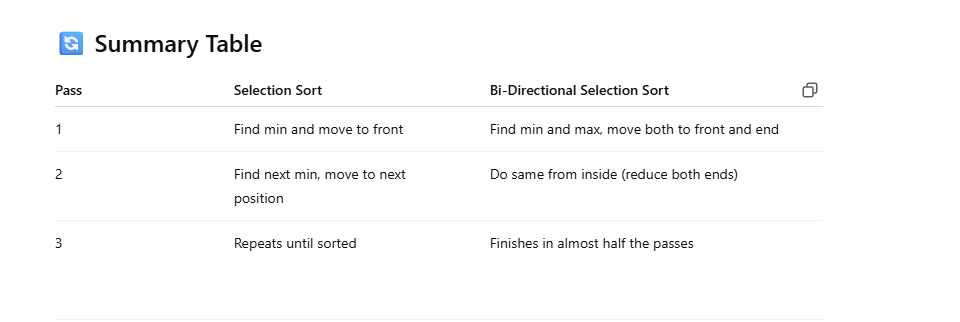 Summary Table
Pass Selection Sort Bi-Directional Selection Sort
1 Find min and move to front Find min and max, move both to front and end
2 Find next min, move to next Do same from inside (reduce both ends)
position
3 Repeats until sorted Finishes in almost half the passes